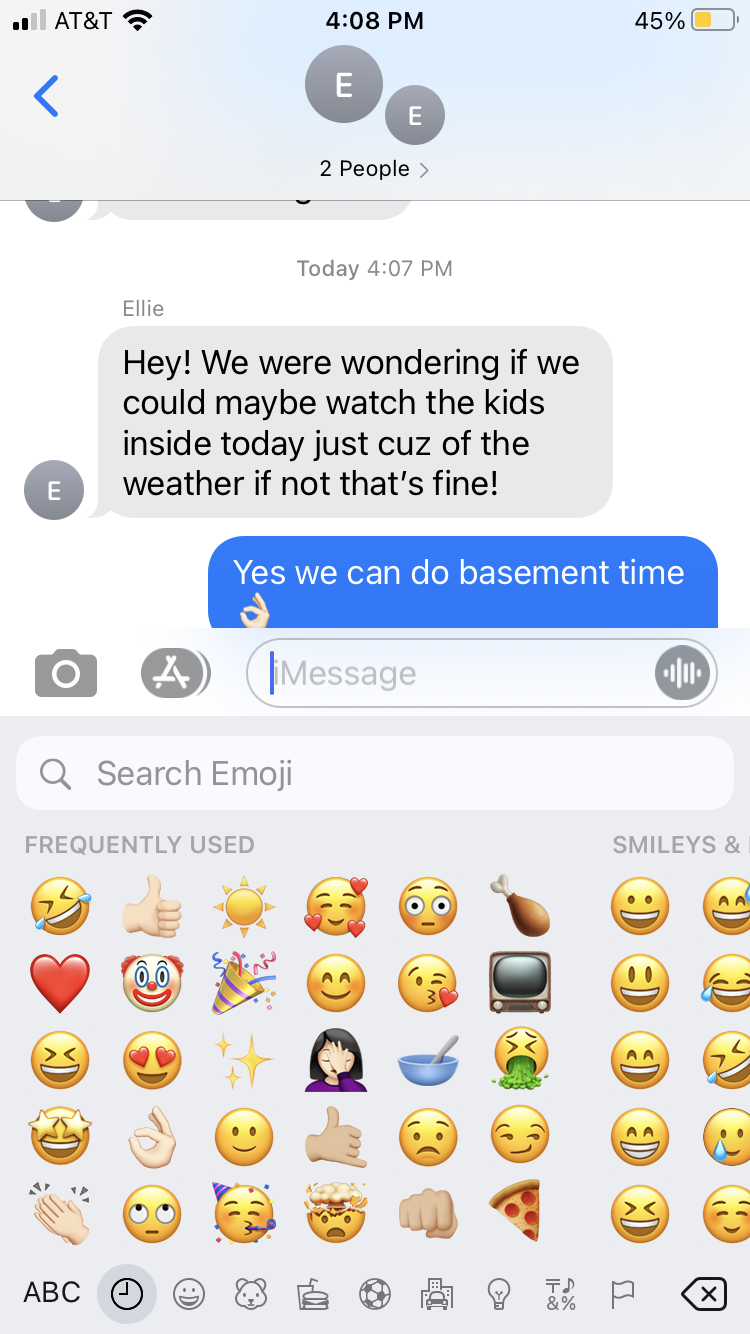 AT&T 4:08 PM 45%
E
E
2 People
Today 4:07 PM
Ellie
Hey! We were wondering if we
could maybe watch the kids
inside today just cuz of the
weather if not that’s fine!
E
Yes we can do basement time
👌🏻
iMessage
Search Emoji
FREQUENTLY USED SMILEYS &
ABC
&%